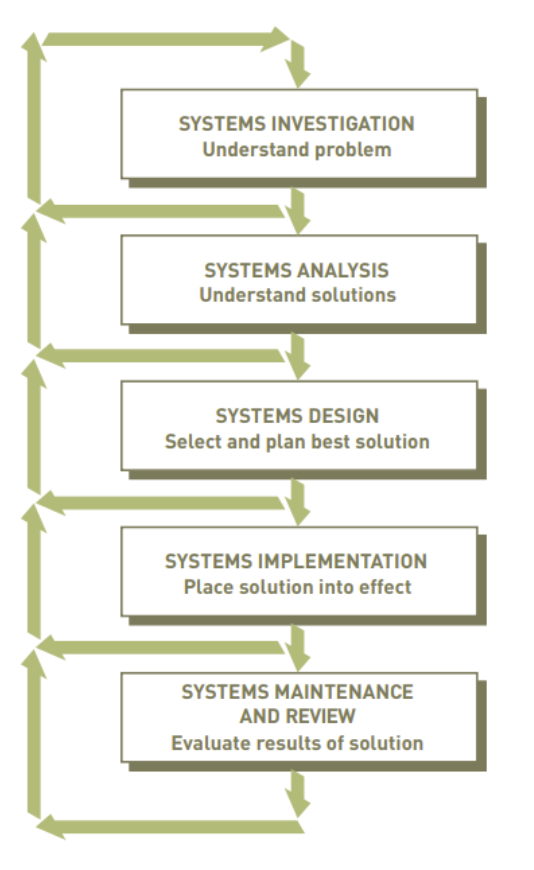 SYSTEMS INVESTIGATION
Understand problem
SYSTEMS ANALYSIS
Understand solutions
SYSTEMS DESIGN
Select and plan best solution
SYSTEMS IMPLEMENTATION
Place solution into effect
SYSTEMS MAINTENANCE
AND REVIEW
Evaluate results of solution